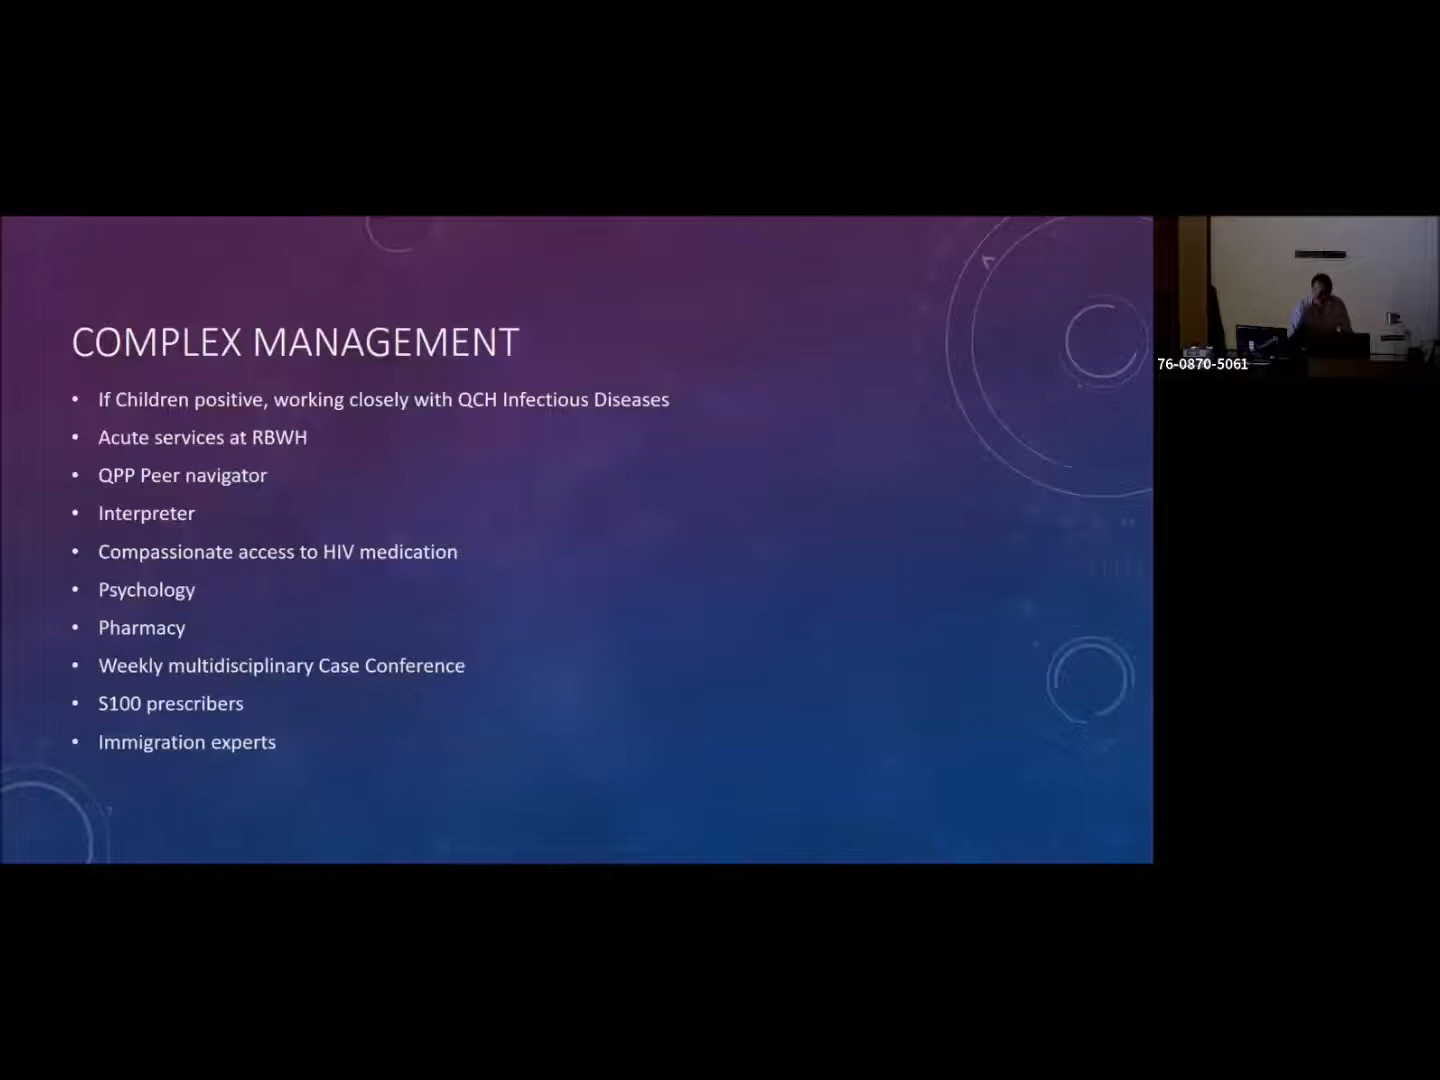 COMPLEX MANAGEMENT
• If Children positive, working closely with QCH Infectious Diseases
• Acute services at RBWH
• QPP Peer navigator
• Interpreter
• Compassionate access to HIV medication
• Psychology
• Pharmacy
• Weekly multidisciplinary Case Conference
• S100 prescribers
• Immigration experts
76-0870-5061